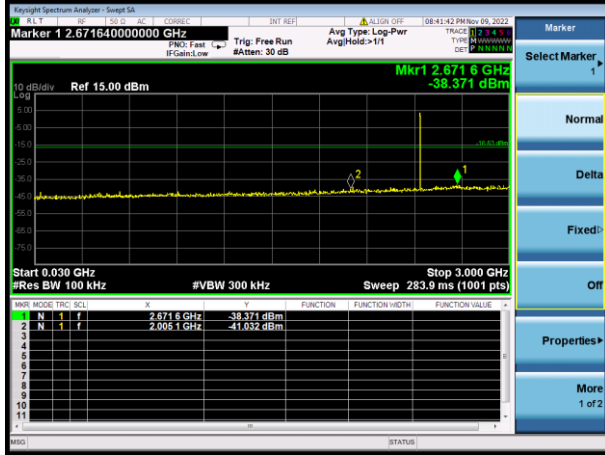 Keysight Spectrum Analyzer - Swept SA
RLT RF 50 Ω AC CORREC INT REF ALIGN OFF 08:41:42 PM Nov 09, 2022
Marker 1 2.671640000000 GHz
PNO: Fast
IFGain:Low
Trig: Free Run
#Atten: 30 dB
Avg Type: Log-Pwr
Avg|Hold:>1/1
TRACE 1 2 3 4 5 6
TYPE M W W W W W
DET P N N N N N
Mkr1 2.671 6 GHz
-38.371 dBm
10 dB/div Ref 15.00 dBm
Log
5.00
-5.00
-15.0
-25.0
-35.0
-45.0
-55.0
-65.0
-75.0
2
1
Start 0.030 GHz Stop 3.000 GHz
#Res BW 100 kHz #VBW 300 kHz Sweep 283.9 ms (1001 pts)
MKR MODE TRC SCL X Y FUNCTION FUNCTION WIDTH FUNCTION VALUE
1 N 1 f 2.671 6 GHz -38.371 dBm
2 N 1 f 2.005 1 GHz -41.032 dBm
3
4
5
6
7
8
9
10
11
MSG STATUS
Marker
Select Marker
1
Normal
Delta
Fixed
Off
Properties
More
1 of 2